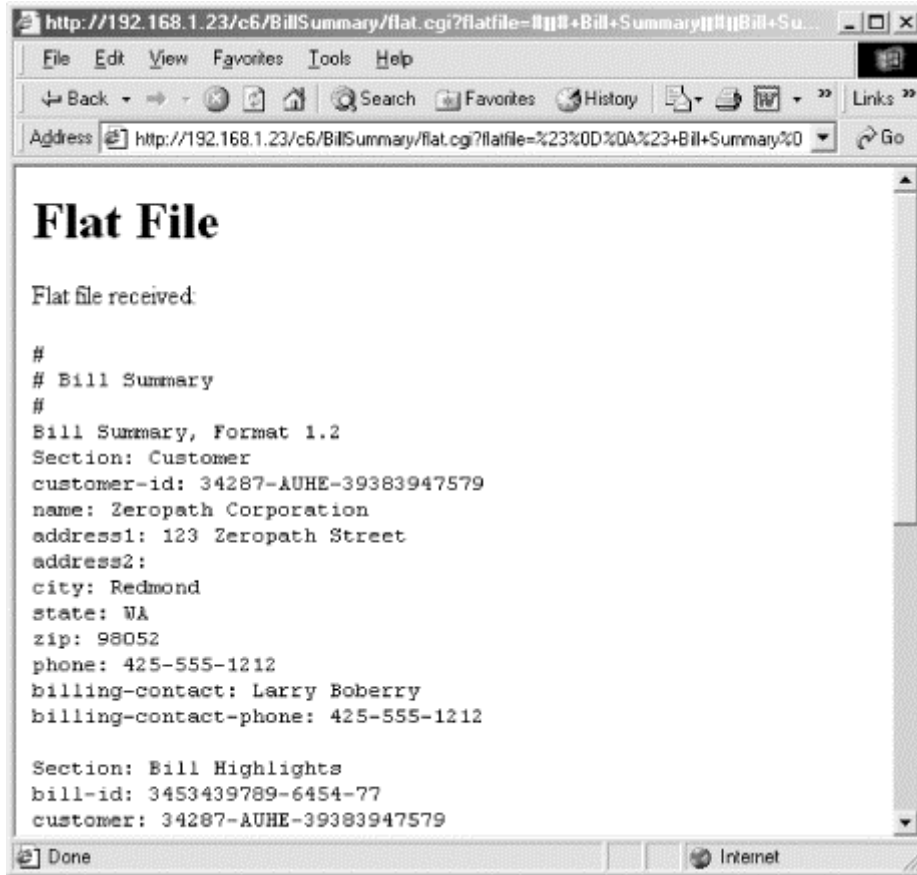 http://192.168.1.23/c6/BillSummary/flat.cgi?flatfile=#▯▯#+Bill+Summary▯▯#▯▯Bill+Su...
File Edit View Favorites Tools Help
Back Search Favorites History Links »
Address http://192.168.1.23/c6/BillSummary/flat.cgi?flatfile=%23%0D%0A%23+Bill+Summary%0 Go
Flat File
Flat file received:
#
# Bill Summary
#
Bill Summary, Format 1.2
Section: Customer
customer-id: 34287-AUHE-39383947579
name: Zeropath Corporation
address1: 123 Zeropath Street
address2:
city: Redmond
state: WA
zip: 98052
phone: 425-555-1212
billing-contact: Larry Boberry
billing-contact-phone: 425-555-1212
Section: Bill Highlights
bill-id: 3453439789-6454-77
customer: 34287-AUHE-39383947579
Done Internet